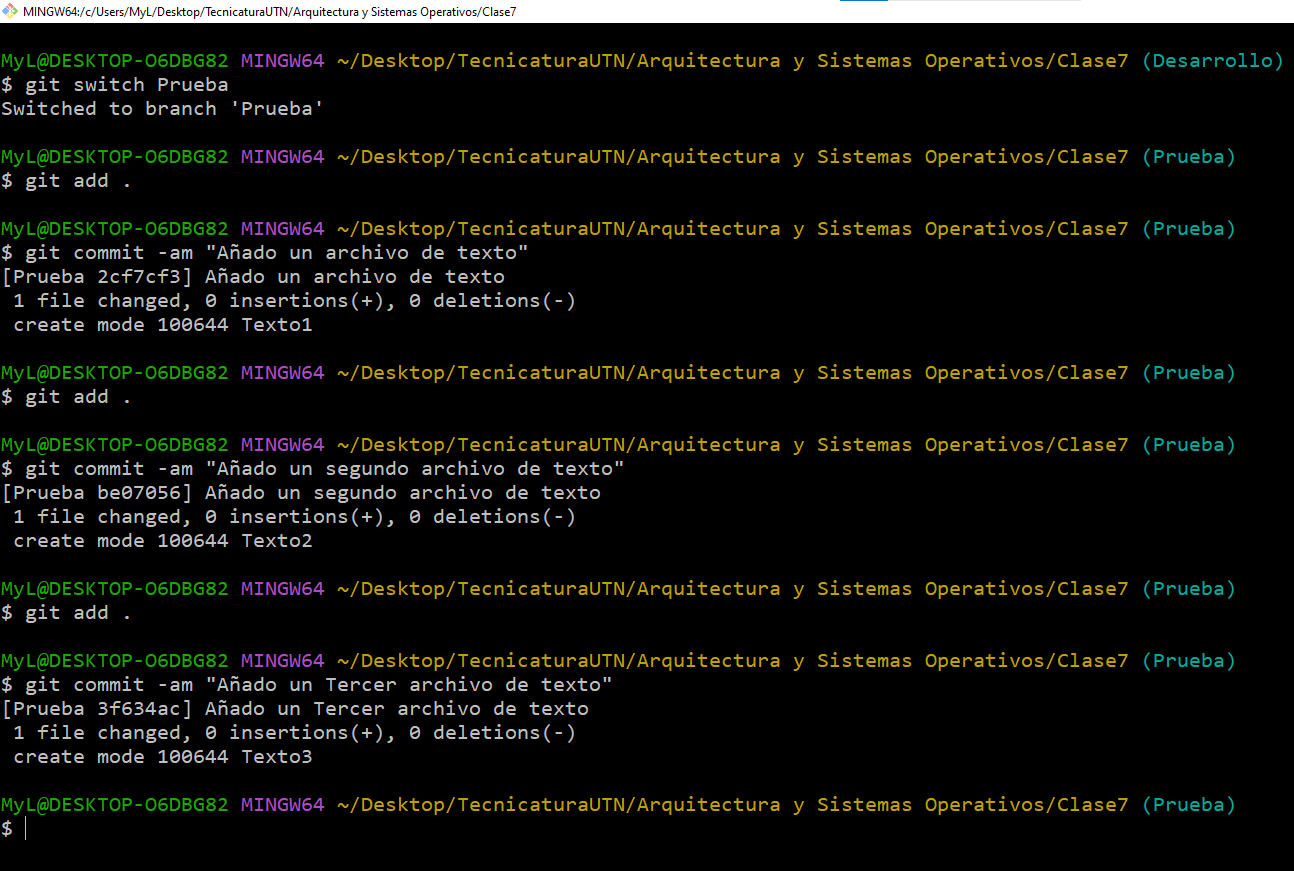 MINGW64:/c/Users/MyL/Desktop/TecnicaturaUTN/Arquitectura y Sistemas Operativos/Clase7
MyL@DESKTOP-O6DBG82 MINGW64 ~/Desktop/TecnicaturaUTN/Arquitectura y Sistemas Operativos/Clase7 (Desarrollo)
$ git switch Prueba
Switched to branch 'Prueba'
MyL@DESKTOP-O6DBG82 MINGW64 ~/Desktop/TecnicaturaUTN/Arquitectura y Sistemas Operativos/Clase7 (Prueba)
$ git add .
MyL@DESKTOP-O6DBG82 MINGW64 ~/Desktop/TecnicaturaUTN/Arquitectura y Sistemas Operativos/Clase7 (Prueba)
$ git commit -am "Añado un archivo de texto"
[Prueba 2cf7cf3] Añado un archivo de texto
 1 file changed, 0 insertions(+), 0 deletions(-)
 create mode 100644 Texto1
MyL@DESKTOP-O6DBG82 MINGW64 ~/Desktop/TecnicaturaUTN/Arquitectura y Sistemas Operativos/Clase7 (Prueba)
$ git add .
MyL@DESKTOP-O6DBG82 MINGW64 ~/Desktop/TecnicaturaUTN/Arquitectura y Sistemas Operativos/Clase7 (Prueba)
$ git commit -am "Añado un segundo archivo de texto"
[Prueba be07056] Añado un segundo archivo de texto
 1 file changed, 0 insertions(+), 0 deletions(-)
 create mode 100644 Texto2
MyL@DESKTOP-O6DBG82 MINGW64 ~/Desktop/TecnicaturaUTN/Arquitectura y Sistemas Operativos/Clase7 (Prueba)
$ git add .
MyL@DESKTOP-O6DBG82 MINGW64 ~/Desktop/TecnicaturaUTN/Arquitectura y Sistemas Operativos/Clase7 (Prueba)
$ git commit -am "Añado un Tercer archivo de texto"
[Prueba 3f634ac] Añado un Tercer archivo de texto
 1 file changed, 0 insertions(+), 0 deletions(-)
 create mode 100644 Texto3
MyL@DESKTOP-O6DBG82 MINGW64 ~/Desktop/TecnicaturaUTN/Arquitectura y Sistemas Operativos/Clase7 (Prueba)
$